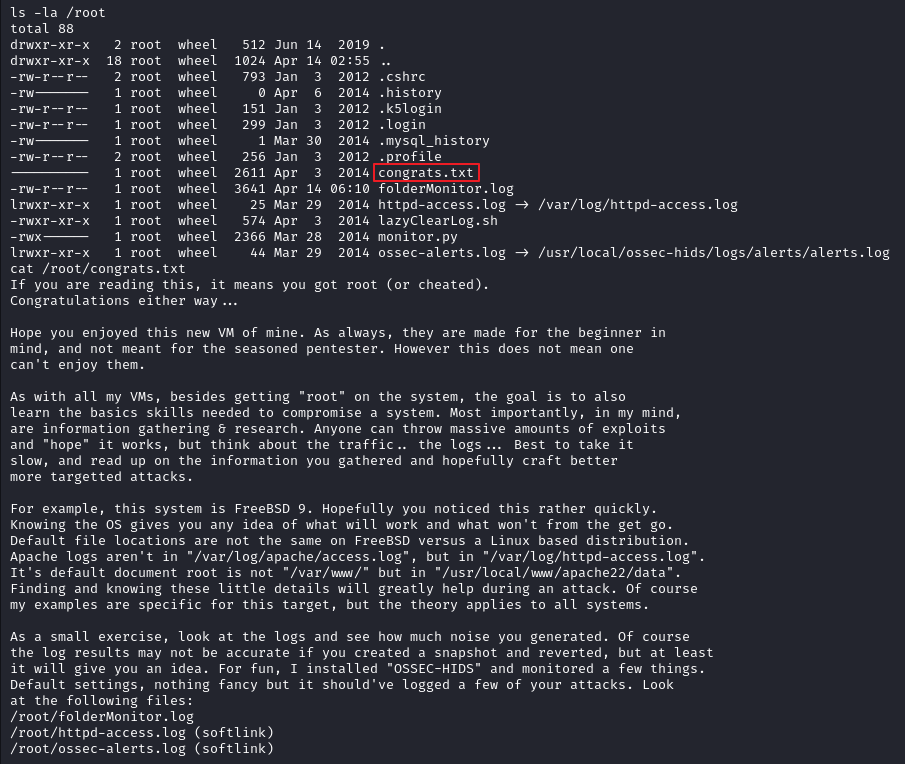 ls -la /root
total 88
drwxr-xr-x   2 root  wheel   512 Jun 14  2019 .
drwxr-xr-x  18 root  wheel  1024 Apr 14 02:55 ..
-rw-r--r--   2 root  wheel   793 Jan  3  2012 .cshrc
-rw-------   1 root  wheel     0 Apr  6  2014 .history
-rw-r--r--   1 root  wheel   151 Jan  3  2012 .k5login
-rw-r--r--   1 root  wheel   299 Jan  3  2012 .login
-rw-------   1 root  wheel     1 Mar 30  2014 .mysql_history
-rw-r--r--   2 root  wheel   256 Jan  3  2012 .profile
----------   1 root  wheel  2611 Apr  3  2014 congrats.txt
-rw-r--r--   1 root  wheel  3641 Apr 14 06:10 folderMonitor.log
lrwxr-xr-x   1 root  wheel    25 Mar 29  2014 httpd-access.log -> /var/log/httpd-access.log
-rwxr-xr-x   1 root  wheel   574 Apr  3  2014 lazyClearLog.sh
-rwx------   1 root  wheel  2366 Mar 28  2014 monitor.py
lrwxr-xr-x   1 root  wheel    44 Mar 29  2014 ossec-alerts.log -> /usr/local/ossec-hids/logs/alerts/alerts.log
cat /root/congrats.txt
If you are reading this, it means you got root (or cheated).
Congratulations either way...

Hope you enjoyed this new VM of mine. As always, they are made for the beginner in
mind, and not meant for the seasoned pentester. However this does not mean one
can't enjoy them.

As with all my VMs, besides getting "root" on the system, the goal is to also
learn the basics skills needed to compromise a system. Most importantly, in my mind,
are information gathering & research. Anyone can throw massive amounts of exploits
and "hope" it works, but think about the traffic.. the logs... Best to take it
slow, and read up on the information you gathered and hopefully craft better
more targetted attacks.

For example, this system is FreeBSD 9. Hopefully you noticed this rather quickly.
Knowing the OS gives you any idea of what will work and what won't from the get go.
Default file locations are not the same on FreeBSD versus a Linux based distribution.
Apache logs aren't in "/var/log/apache/access.log", but in "/var/log/httpd-access.log".
It's default document root is not "/var/www/" but in "/usr/local/www/apache22/data".
Finding and knowing these little details will greatly help during an attack. Of course
my examples are specific for this target, but the theory applies to all systems.

As a small exercise, look at the logs and see how much noise you generated. Of course
the log results may not be accurate if you created a snapshot and reverted, but at least
it will give you an idea. For fun, I installed "OSSEC-HIDS" and monitored a few things.
Default settings, nothing fancy but it should've logged a few of your attacks. Look
at the following files:
/root/folderMonitor.log
/root/httpd-access.log (softlink)
/root/ossec-alerts.log (softlink)